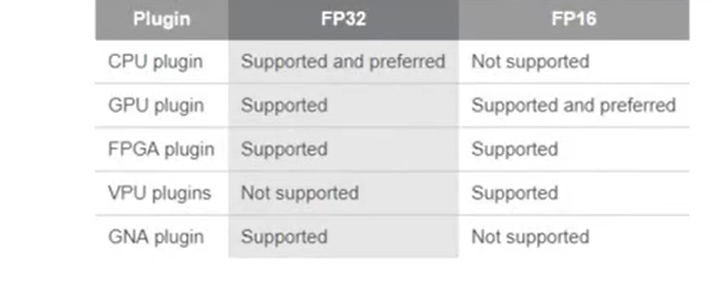 Plugin FP32 FP16
CPU plugin Supported and preferred Not supported
GPU plugin Supported Supported and preferred
FPGA plugin Supported Supported
VPU plugins Not supported Supported
GNA plugin Supported Not supported